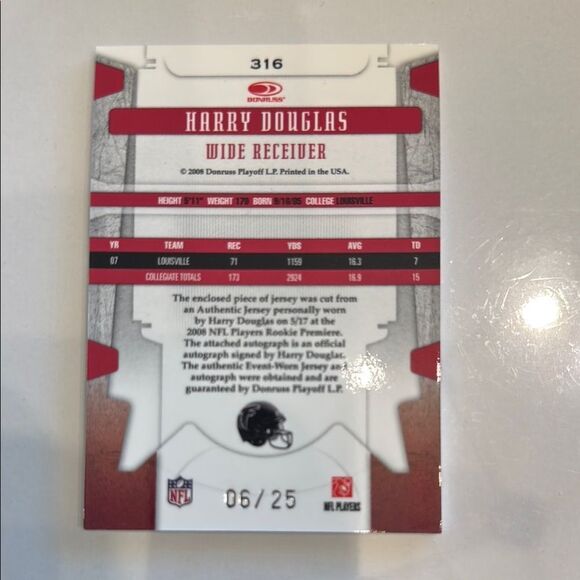 316
DONRUSS
HARRY DOUGLAS
WIDE RECEIVER
© 2008 Donruss Playoff L.P. Printed in the USA.
HEIGHT 5'11" WEIGHT 170 BORN 9/16/85 COLLEGE LOUISVILLE
YR TEAM REC YDS AVG TD
07 LOUISVILLE 71 1159 16.3 7
COLLEGIATE TOTALS 173 2924 16.9 15
The enclosed piece of jersey was cut from
an Authentic Jersey personally worn
by Harry Douglas on 5/17 at the
2008 NFL Players Rookie Premiere.
The attached autograph is an official
autograph signed by Harry Douglas.
The authentic Event-Worn Jersey and
autograph were obtained and are
guaranteed by Donruss Playoff L.P.
NFL
06/25
NFL PLAYERS